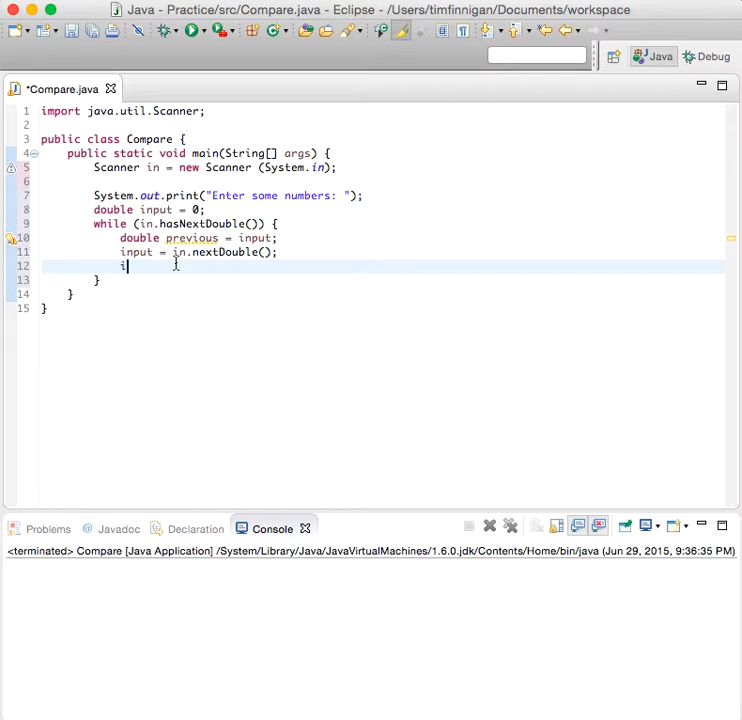 Java - Practice/src/Compare.java - Eclipse - /Users/timfinnigan/Documents/workspace
Java Debug
*Compare.java
1 import java.util.Scanner;
2
3 public class Compare {
4 public static void main(String[] args) {
5 Scanner in = new Scanner (System.in);
6
7 System.out.print("Enter some numbers: ");
8 double input = 0;
9 while (in.hasNextDouble()) {
10 double previous = input;
11 input = in.nextDouble();
12 i
13 }
14 }
15 }
Problems @ Javadoc Declaration Console
<terminated> Compare [Java Application] /System/Library/Java/JavaVirtualMachines/1.6.0.jdk/Contents/Home/bin/java (Jun 29, 2015, 9:36:35 PM)